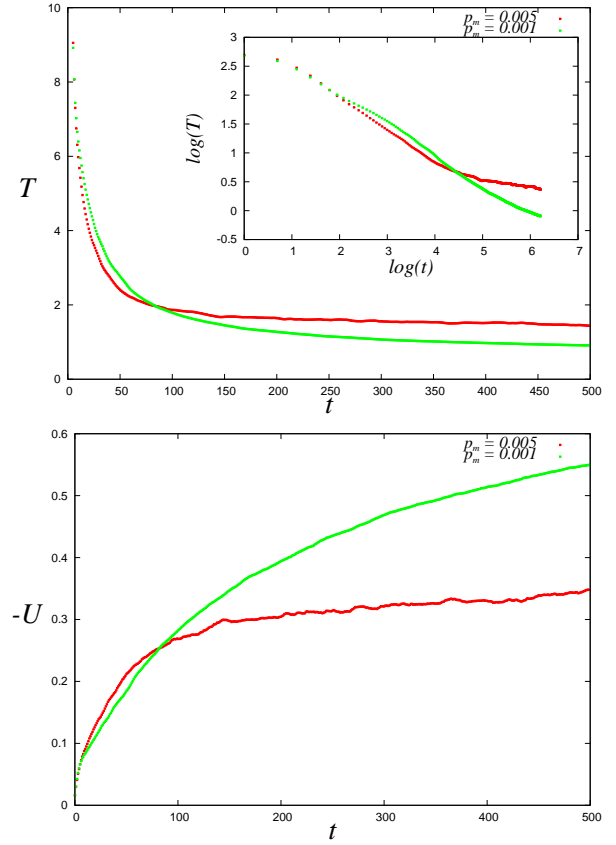 p_m = 0.005
p_m = 0.001
10
8
6
4
2
0
T
3
2.5
2
1.5
1
0.5
0
-0.5
log(T)
0 1 2 3 4 5 6 7
log(t)
0 50 100 150 200 250 300 350 400 450 500
t
p_m = 0.005
p_m = 0.001
0.6
0.5
0.4
0.3
0.2
0.1
0
-U
0 100 200 300 400 500
t